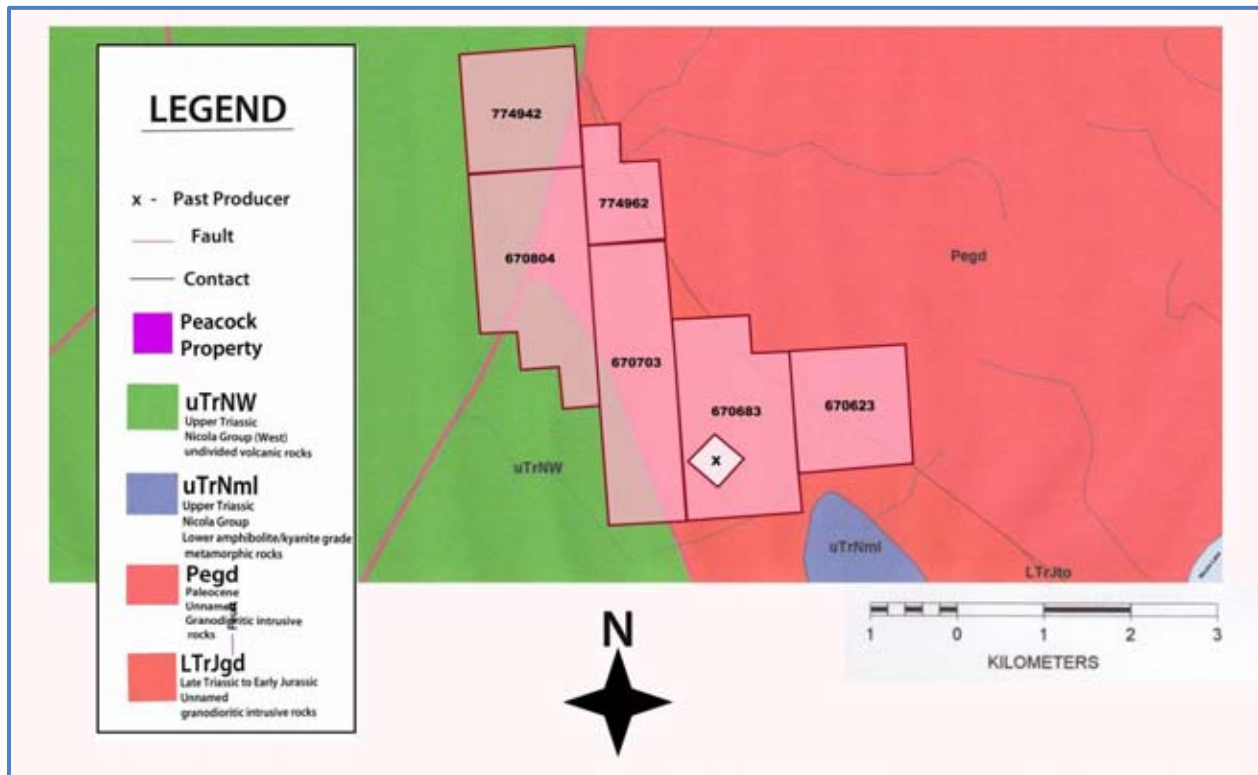 LEGEND
x - Past Producer
Fault
Contact
Peacock
Property
uTrNW
Upper Triassic
Nicola Group (West)
undivided volcanic rocks
uTrNml
Upper Triassic
Nicola Group
Lower amphibolite/kyanite grade
metamorphic rocks
Pegd
Paleocene
Unnamed
Granodioritic intrusive
rocks
LTrJgd
Late Triassic to Early Jurassic
Unnamed
granodioritic intrusive rocks
774942
774962
670804
Pegd
670703
670683
670623
x
uTrNW
uTrNml
LTrJto
N
1 0 1 2 3
KILOMETERS